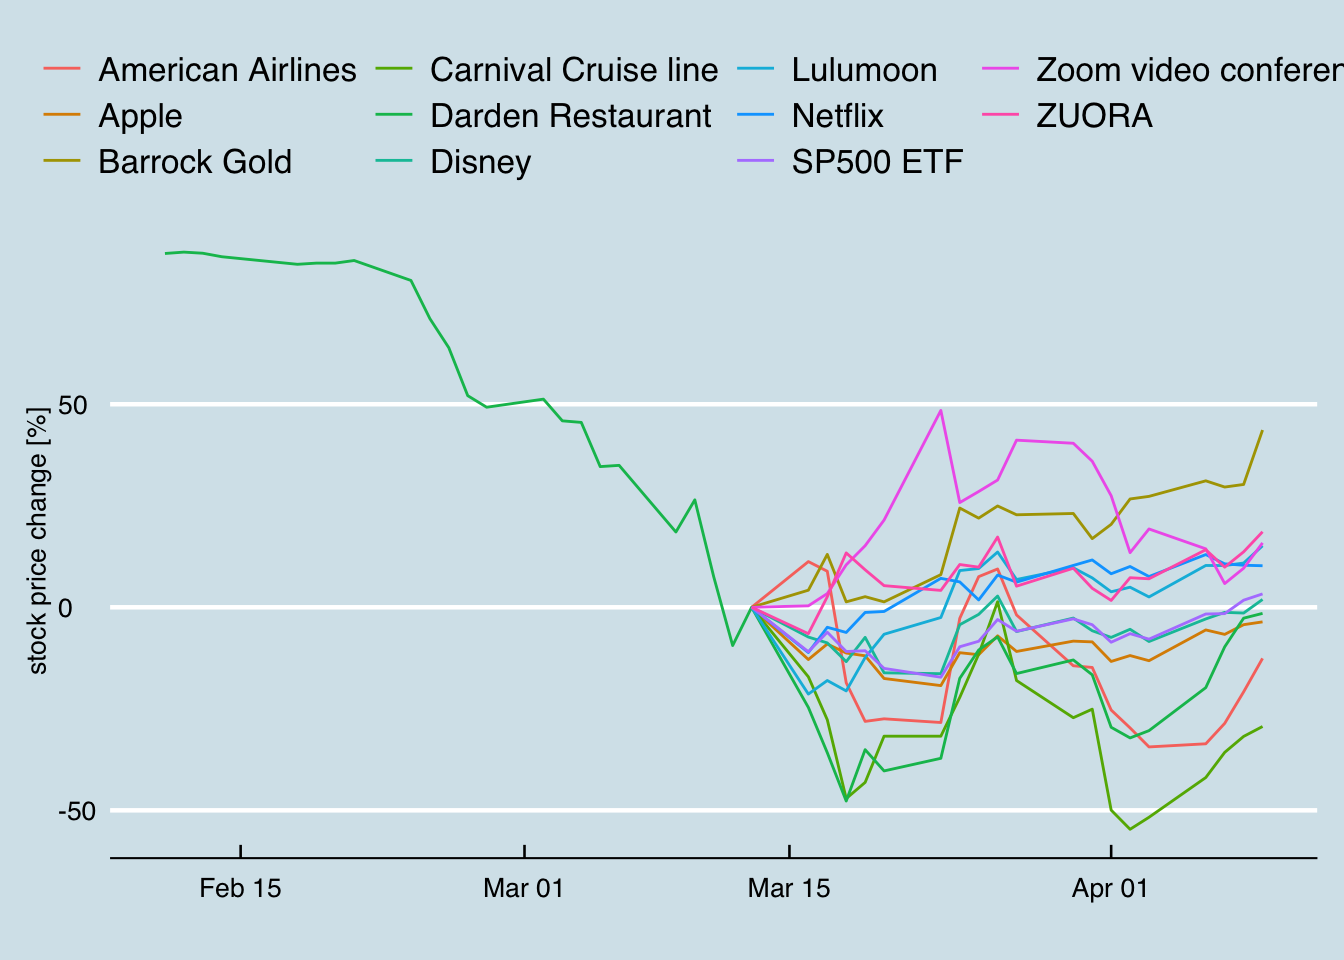 American Airlines Carnival Cruise line Lulumoon Zoom video conferen
Apple Darden Restaurant Netflix ZUORA
Barrock Gold Disney SP500 ETF
stock price change [%]
50
0
-50
Feb 15 Mar 01 Mar 15 Apr 01